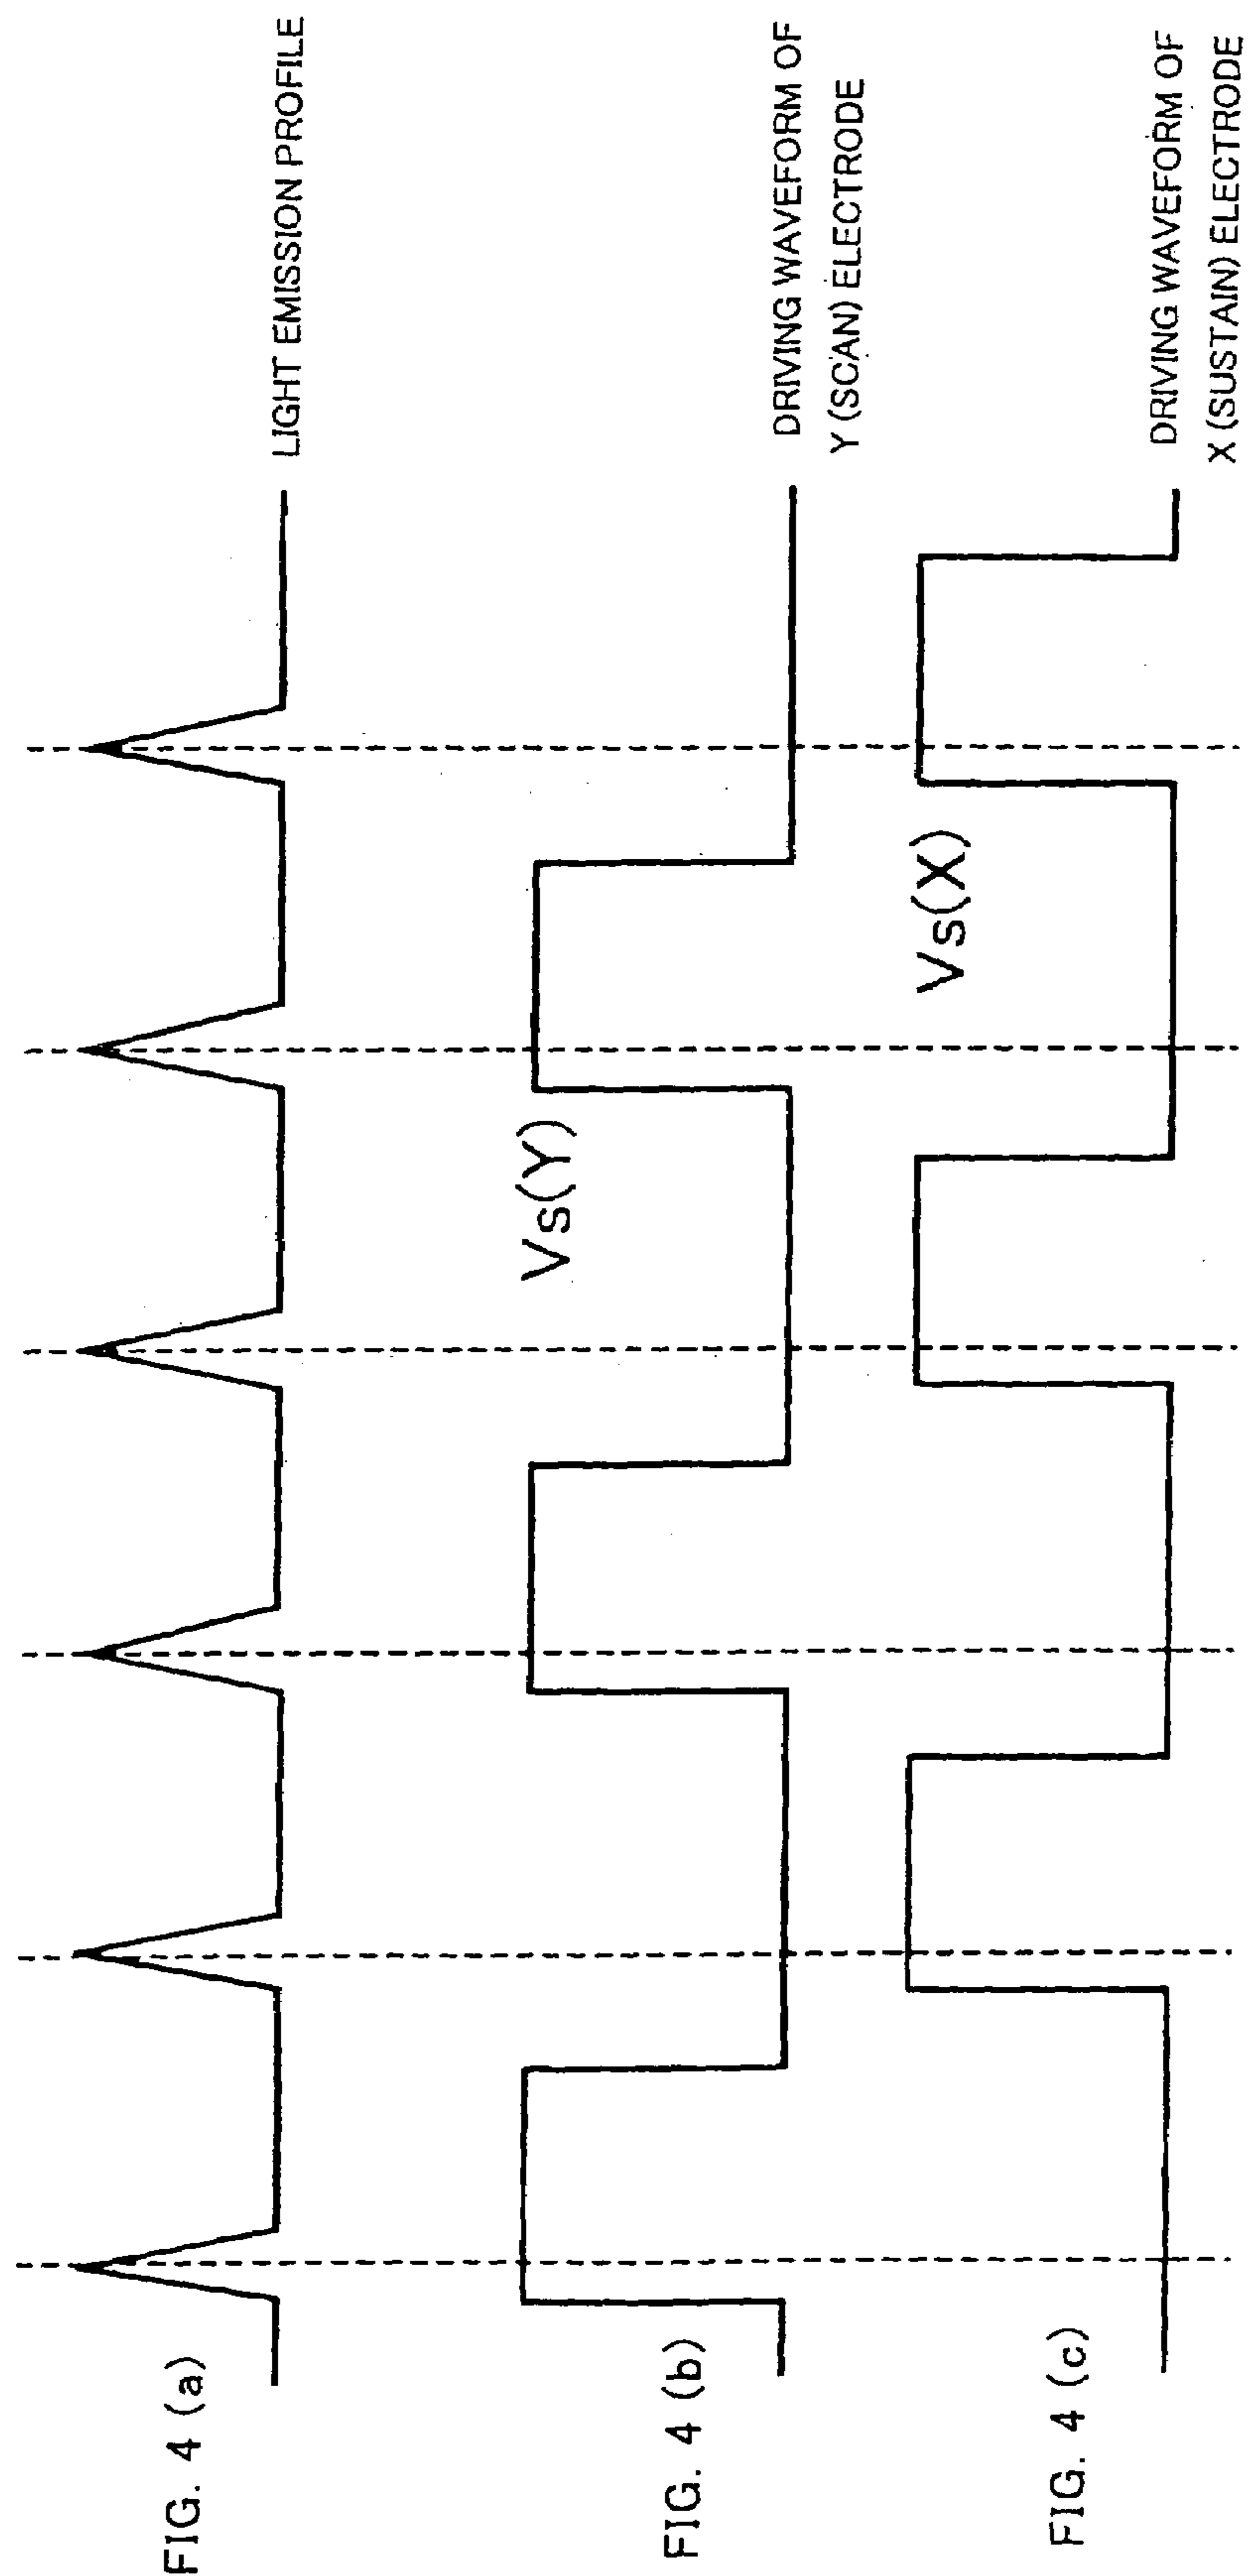 FIG. 4 (a)
LIGHT EMISSION PROFILE
FIG. 4 (b)
Vs(Y)
DRIVING WAVEFORM OF
Y (SCAN) ELECTRODE
FIG. 4 (c)
Vs(X)
DRIVING WAVEFORM OF
X (SUSTAIN) ELECTRODE